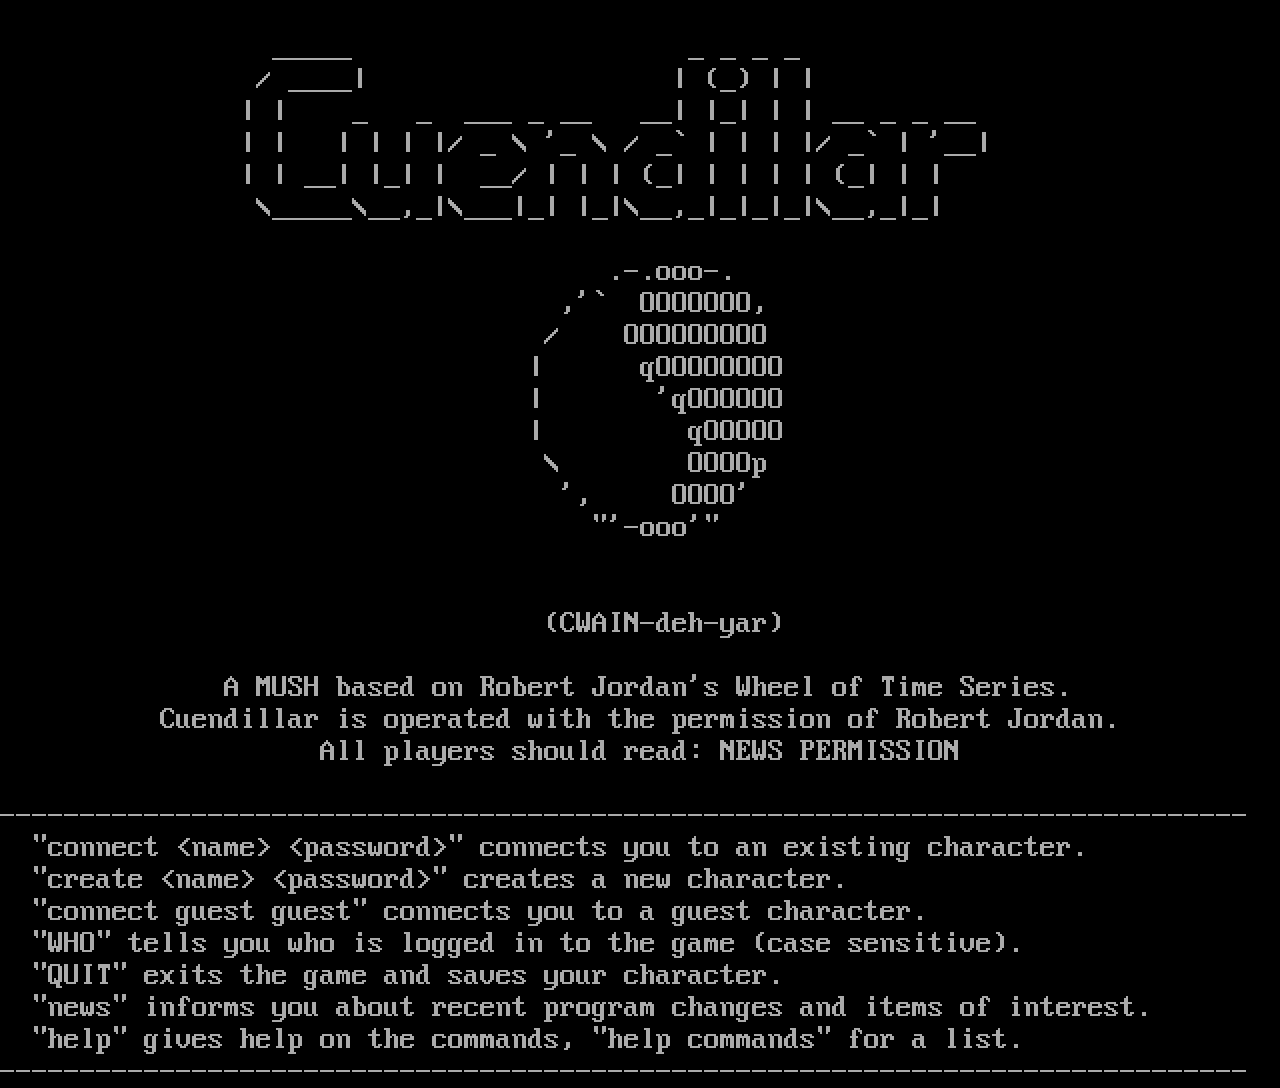 Cuendillar
(CWAIN-deh-yar)
A MUSH based on Robert Jordan's Wheel of Time Series.
Cuendillar is operated with the permission of Robert Jordan.
All players should read: NEWS PERMISSION
"connect <name> <password>" connects you to an existing character.
"create <name> <password>" creates a new character.
"connect guest guest" connects you to a guest character.
"WHO" tells you who is logged in to the game (case sensitive).
"QUIT" exits the game and saves your character.
"news" informs you about recent program changes and items of interest.
"help" gives help on the commands, "help commands" for a list.